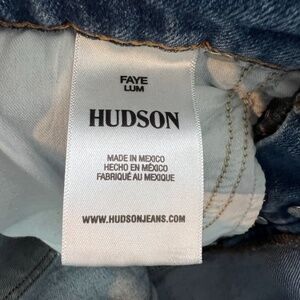 FAYE
LUM
HUDSON
MADE IN MEXICO
HECHO EN MÉXICO
FABRIQUÉ AU MEXIQUE
WWW.HUDSONJEANS.COM